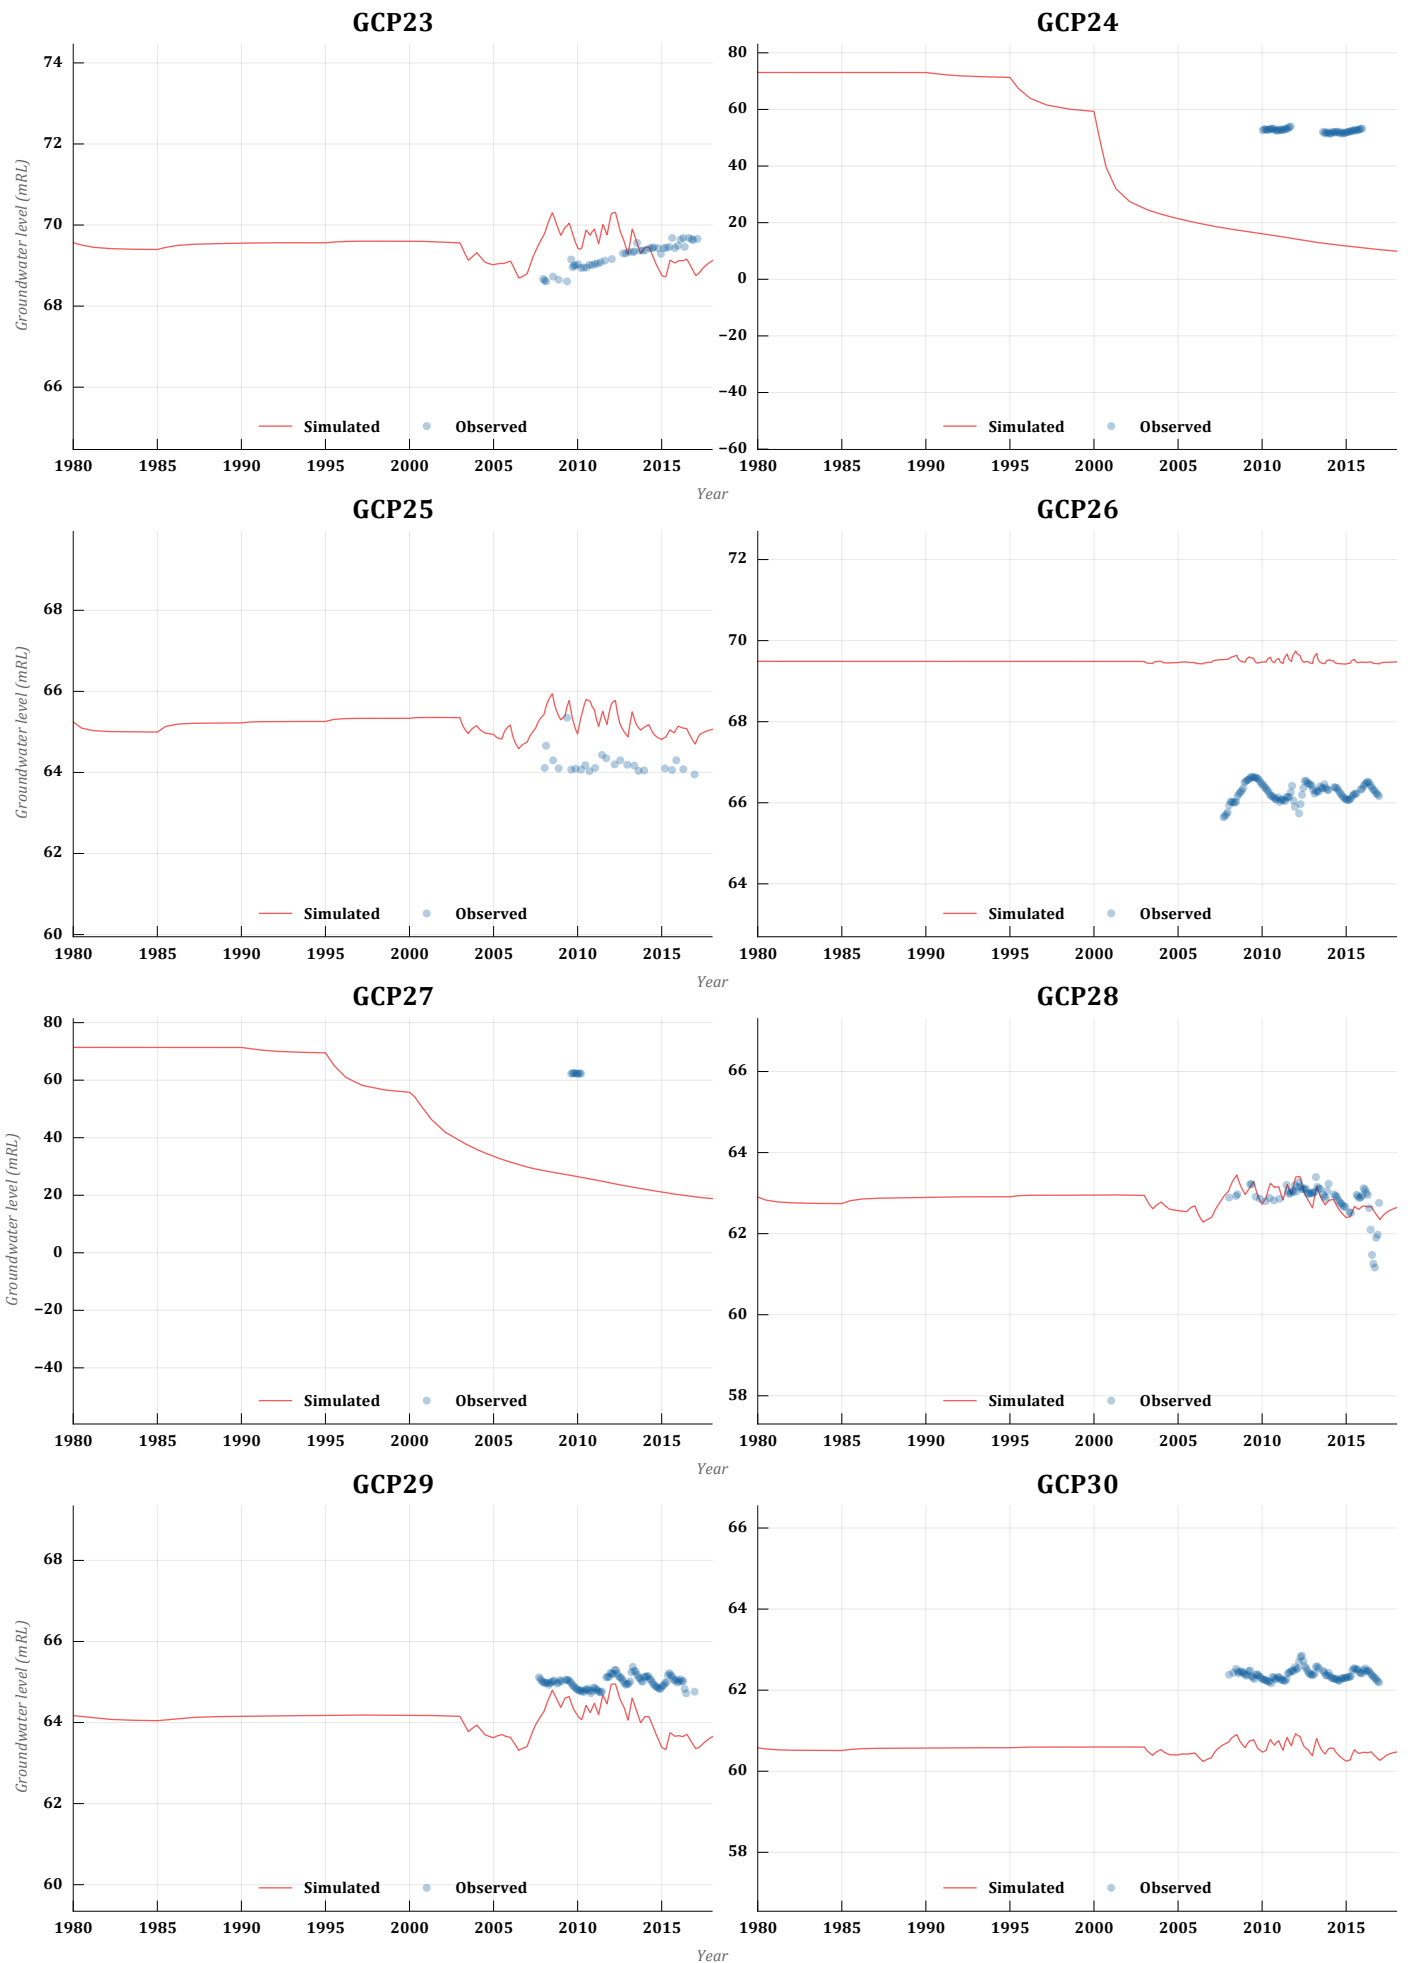 GCP23
GCP24
74
72
70
68
66
Groundwater level (mRL)
Simulated
Observed
1980 1985 1990 1995 2000 2005 2010 2015
80
60
40
20
0
−20
−40
−60
Simulated
Observed
1980 1985 1990 1995 2000 2005 2010 2015
Year
GCP25
GCP26
68
66
64
62
60
Groundwater level (mRL)
Simulated
Observed
1980 1985 1990 1995 2000 2005 2010 2015
72
70
68
66
64
Simulated
Observed
1980 1985 1990 1995 2000 2005 2010 2015
Year
GCP27
GCP28
80
60
40
20
0
−20
−40
Groundwater level (mRL)
Simulated
Observed
1980 1985 1990 1995 2000 2005 2010 2015
66
64
62
60
58
Simulated
Observed
1980 1985 1990 1995 2000 2005 2010 2015
Year
GCP29
GCP30
68
66
64
62
60
Groundwater level (mRL)
Simulated
Observed
1980 1985 1990 1995 2000 2005 2010 2015
66
64
62
60
58
Simulated
Observed
1980 1985 1990 1995 2000 2005 2010 2015
Year